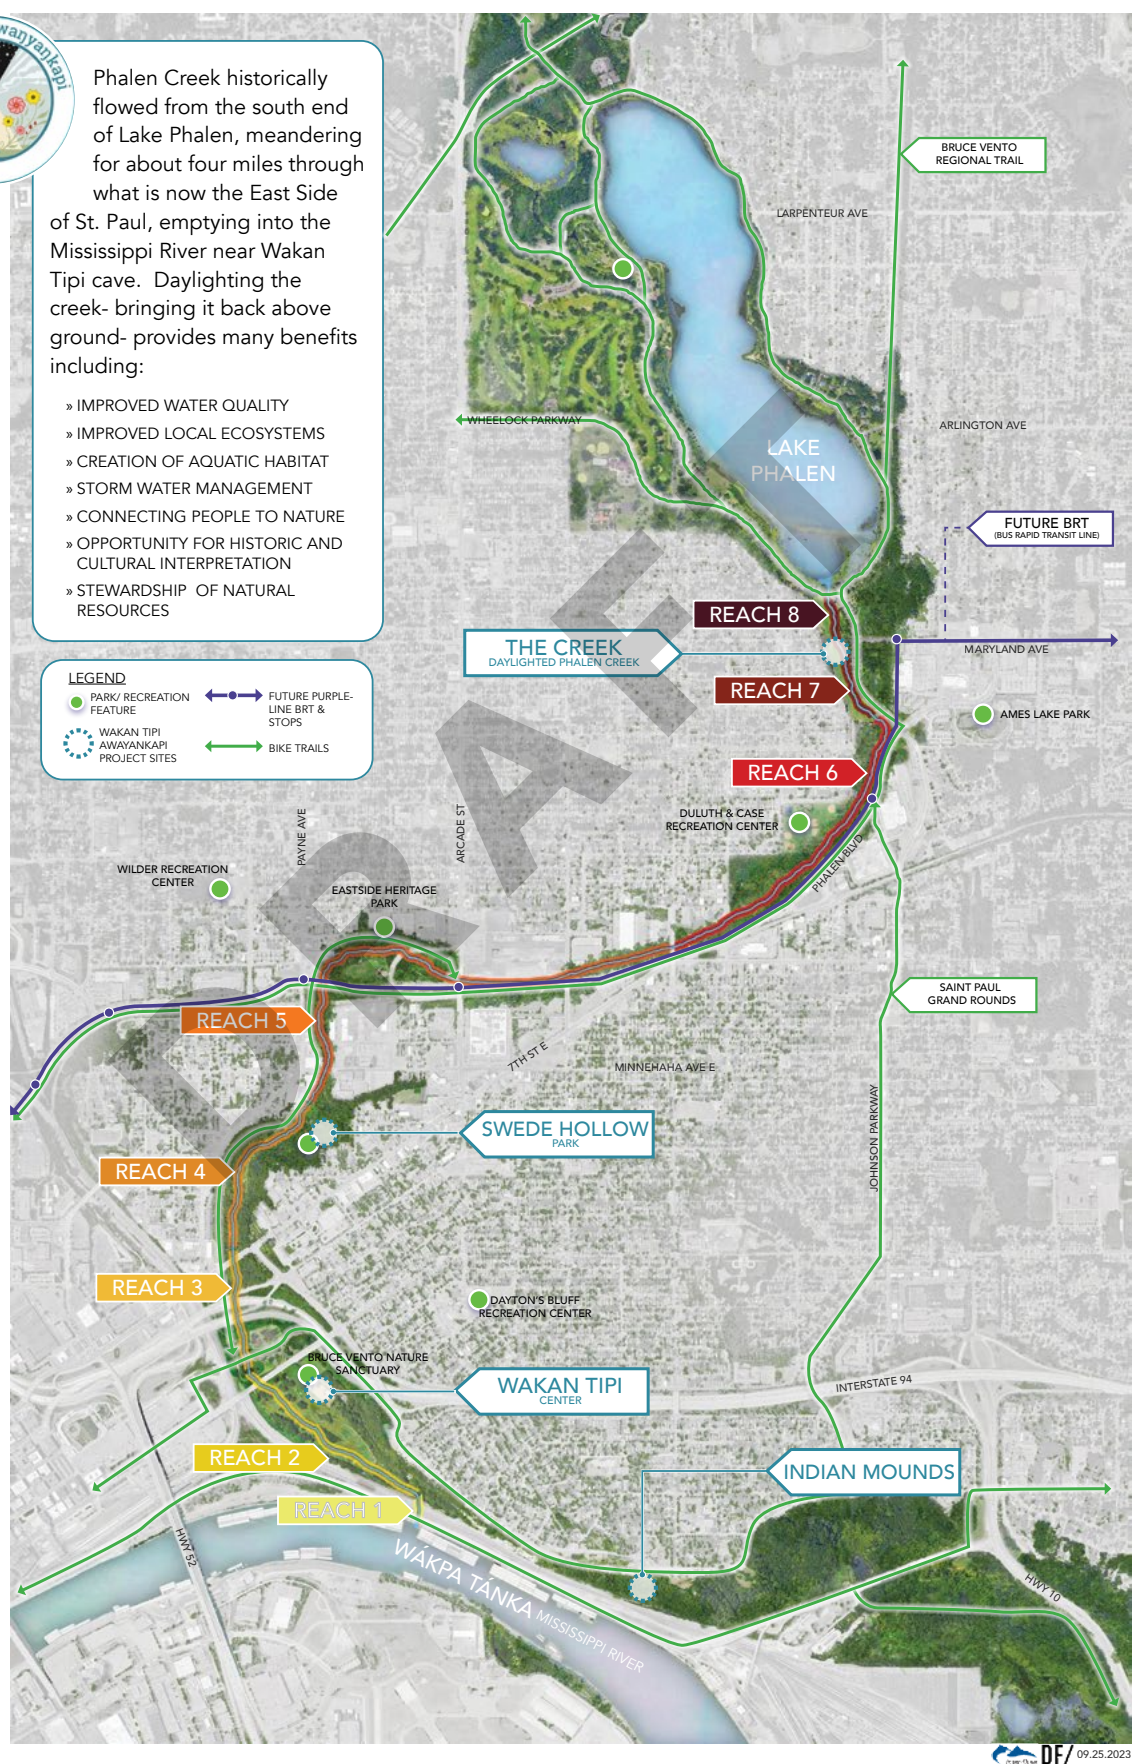 wanyankapi
Phalen Creek historically
flowed from the south end
of Lake Phalen, meandering
for about four miles through
what is now the East Side
of St. Paul, emptying into the
Mississippi River near Wakan
Tipi cave. Daylighting the
creek- bringing it back above
ground- provides many benefits
including:
» IMPROVED WATER QUALITY
» IMPROVED LOCAL ECOSYSTEMS
» CREATION OF AQUATIC HABITAT
» STORM WATER MANAGEMENT
» CONNECTING PEOPLE TO NATURE
» OPPORTUNITY FOR HISTORIC AND
CULTURAL INTERPRETATION
» STEWARDSHIP OF NATURAL
RESOURCES
LEGEND
PARK/ RECREATION
FEATURE
WAKAN TIPI
AWAYANKAPI
PROJECT SITES
FUTURE PURPLE-
LINE BRT &
STOPS
BIKE TRAILS
BRUCE VENTO
REGIONAL TRAIL
LARPENTEUR AVE
WHEELOCK PARKWAY
ARLINGTON AVE
LAKE
PHALEN
FUTURE BRT
(BUS RAPID TRANSIT LINE)
REACH 8
THE CREEK
DAYLIGHTED PHALEN CREEK
MARYLAND AVE
REACH 7
AMES LAKE PARK
REACH 6
DULUTH & CASE
RECREATION CENTER
PHALEN BLVD
PAYNE AVE
ARCADE ST
WILDER RECREATION
CENTER
EASTSIDE HERITAGE
PARK
DRAFT
SAINT PAUL
GRAND ROUNDS
REACH 5
7TH ST E
MINNEHAHA AVE E
JOHNSON PARKWAY
SWEDE HOLLOW
PARK
REACH 4
REACH 3
DAYTON'S BLUFF
RECREATION CENTER
BRUCE VENTO NATURE
SANCTUARY
WAKAN TIPI
CENTER
INTERSTATE 94
REACH 2
INDIAN MOUNDS
REACH 1
HWY 52
WÁKPA TÁNKA MISSISSIPPI RIVER
HWY 10
DF/ 09.25.2023